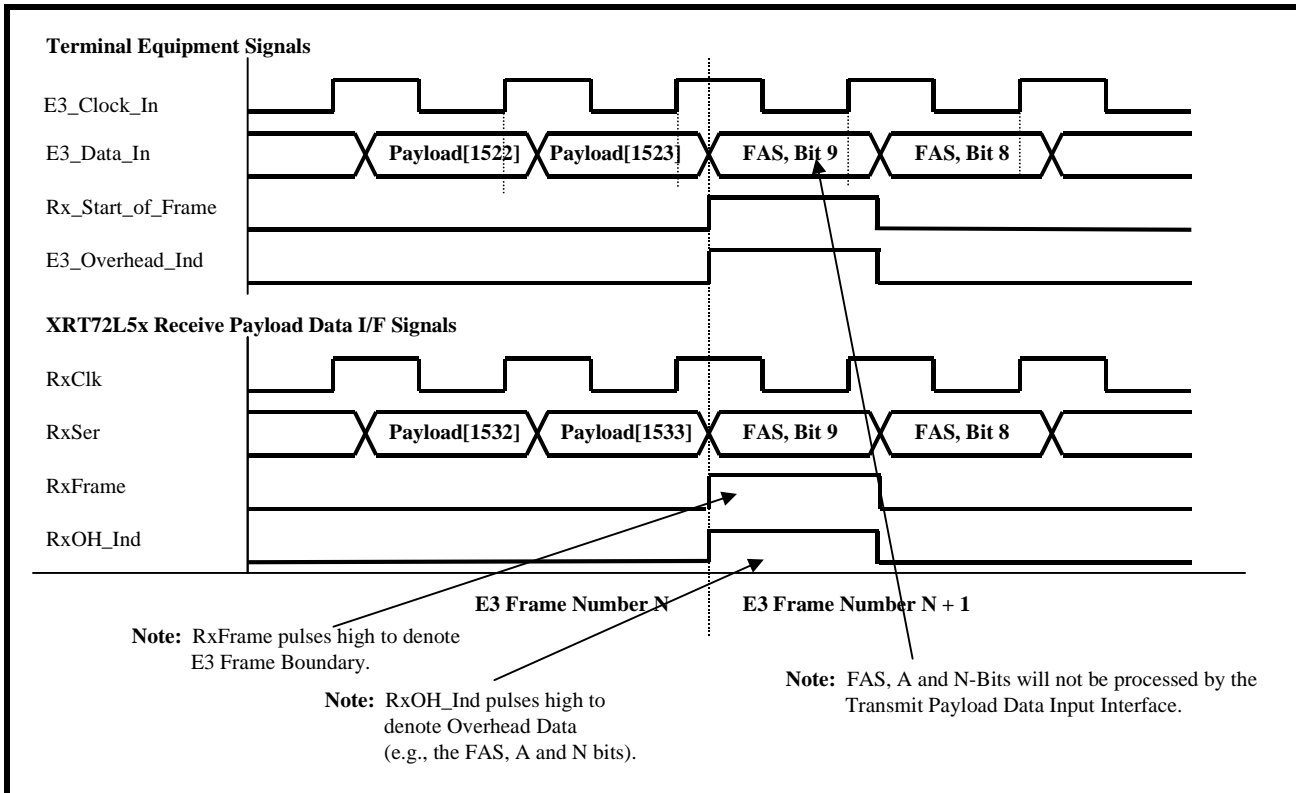 Terminal Equipment Signals
E3_Clock_In
E3_Data_In
Payload[1522]
Payload[1523]
FAS, Bit 9
FAS, Bit 8
Rx_Start_of_Frame
E3_Overhead_Ind
XRT72L5x Receive Payload Data I/F Signals
RxClk
RxSer
Payload[1532]
Payload[1533]
FAS, Bit 9
FAS, Bit 8
RxFrame
RxOH_Ind
E3 Frame Number N
E3 Frame Number N + 1
Note: RxFrame pulses high to denote
E3 Frame Boundary.
Note: RxOH_Ind pulses high to
denote Overhead Data
(e.g., the FAS, A and N bits).
Note: FAS, A and N-Bits will not be processed by the
Transmit Payload Data Input Interface.